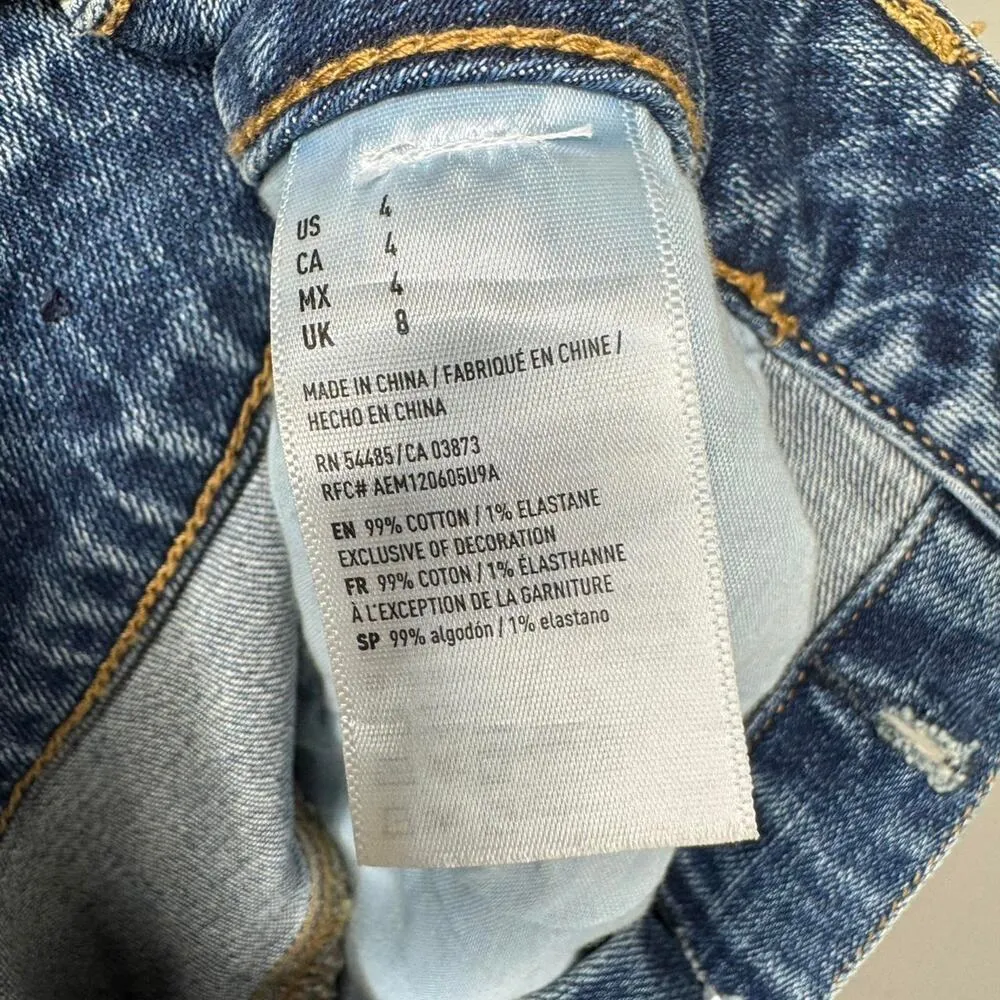 US 4
CA 4
MX 4
UK 8
MADE IN CHINA / FABRIQUÉ EN CHINE /
HECHO EN CHINA
RN 54485/CA 03873
RFC# AEM120605U9A
EN 99% COTTON / 1% ELASTANE
EXCLUSIVE OF DECORATION
FR 99% COTON / 1% ÉLASTHANNE
À L'EXCEPTION DE LA GARNITURE
SP 99% algodón / 1% elastano